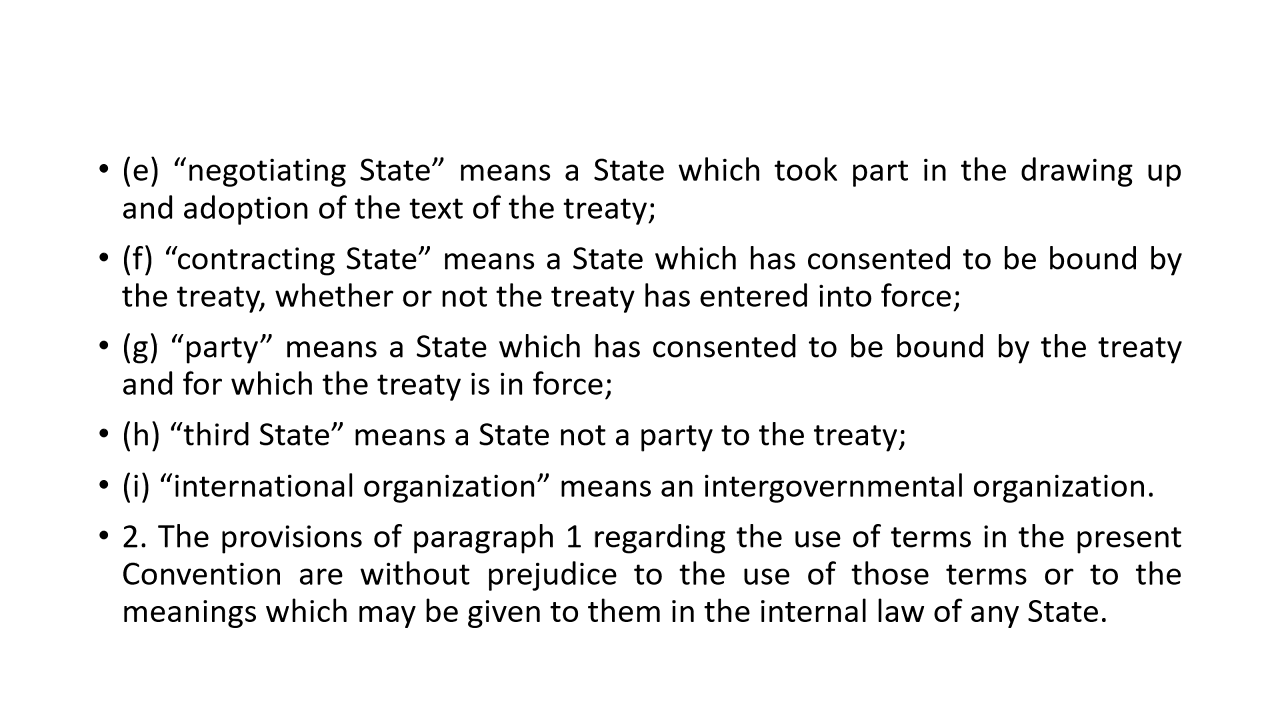 • (e) “negotiating State” means a State which took part in the drawing up
and adoption of the text of the treaty;
• (f) “contracting State” means a State which has consented to be bound by
the treaty, whether or not the treaty has entered into force;
• (g) “party” means a State which has consented to be bound by the treaty
and for which the treaty is in force;
• (h) “third State” means a State not a party to the treaty;
• (i) “international organization” means an intergovernmental organization.
• 2. The provisions of paragraph 1 regarding the use of terms in the present
Convention are without prejudice to the use of those terms or to the
meanings which may be given to them in the internal law of any State.